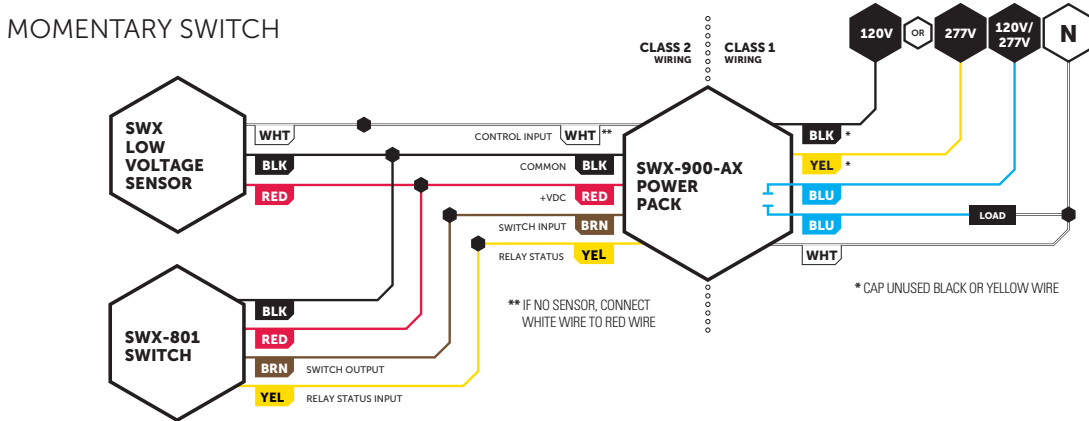 MOMENTARY SWITCH
120V
OR
277V
120V/
277V
N
CLASS 2
WIRING
CLASS 1
WIRING
SWX
LOW
VOLTAGE
SENSOR
WHT
BLK
RED
CONTROL INPUT WHT **
COMMON BLK
+VDC RED
SWITCH INPUT BRN
RELAY STATUS YEL
SWX-900-AX
POWER
PACK
BLK *
YEL *
BLU
BLU
LOAD
WHT
* CAP UNUSED BLACK OR YELLOW WIRE
** IF NO SENSOR, CONNECT
WHITE WIRE TO RED WIRE
SWX-801
SWITCH
BLK
RED
BRN SWITCH OUTPUT
YEL RELAY STATUS INPUT